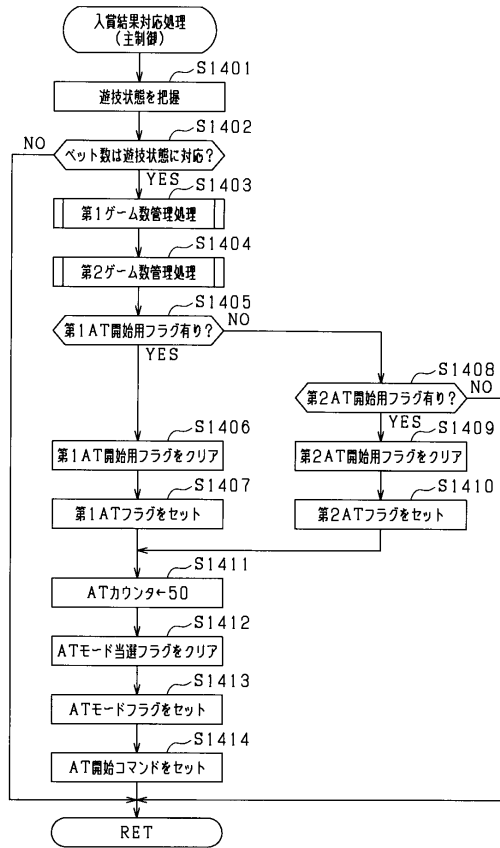 入賞結果対応処理
(主制御)
S1401
遊技状態を把握
S1402
NO
ベット数は遊技状態に対応?
YES
S1403
第1ゲーム数管理処理
S1404
第2ゲーム数管理処理
S1405
第1AT開始用フラグ有り?
NO
YES
S1408
第2AT開始用フラグ有り?
NO
YES
S1406
第1AT開始用フラグをクリア
S1409
第2AT開始用フラグをクリア
S1407
第1ATフラグをセット
S1410
第2ATフラグをセット
S1411
ATカウンタ←50
S1412
ATモード当選フラグをクリア
S1413
ATモードフラグをセット
S1414
AT開始コマンドをセット
RET